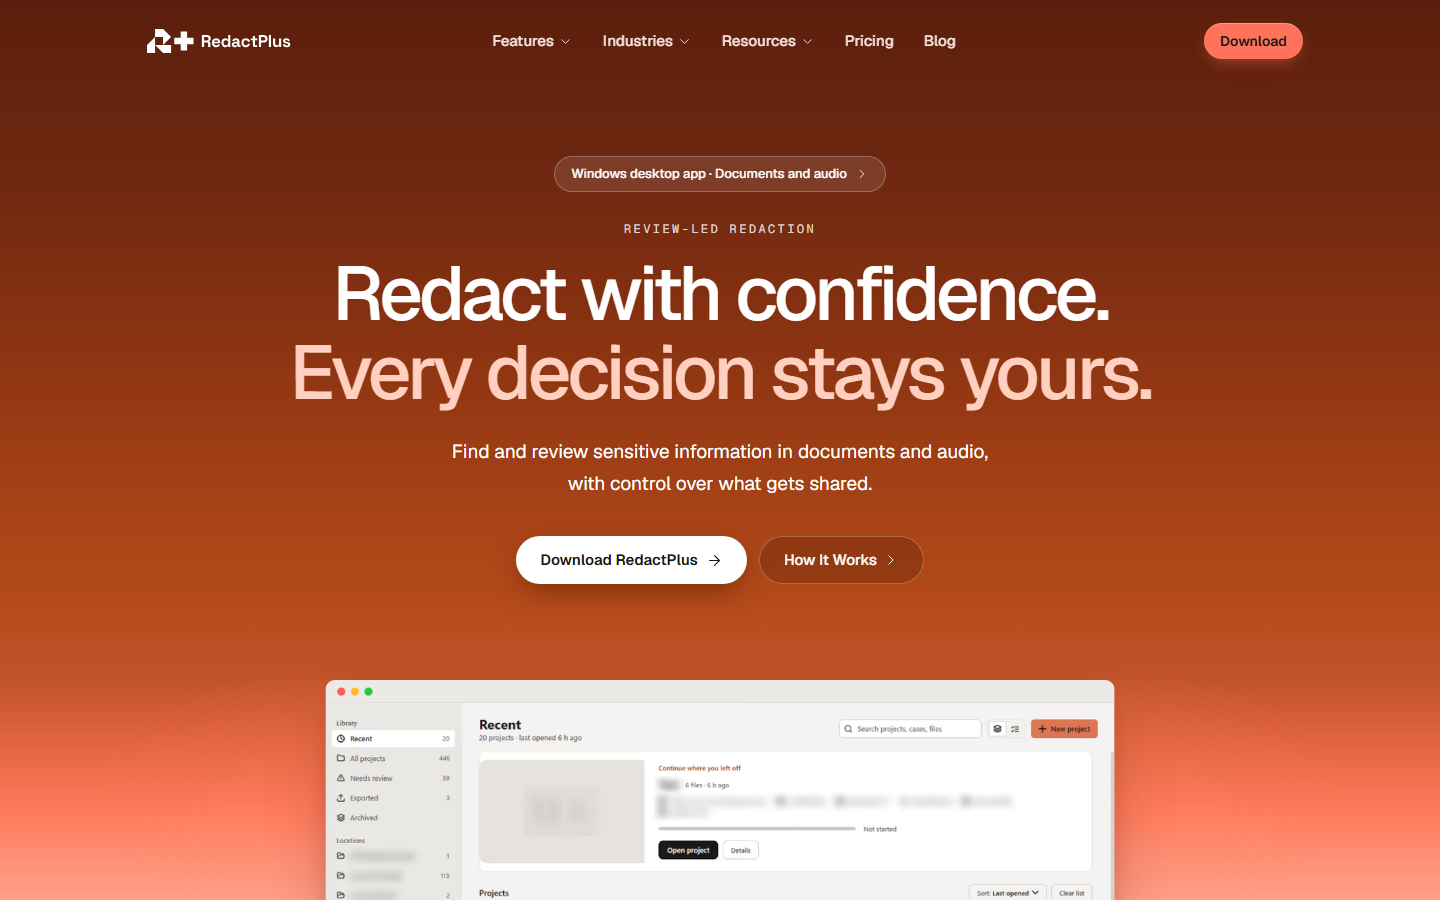 RedactPlus
Features
Industries
Resources
Pricing
Blog
Download
Windows desktop app · Documents and audio
REVIEW-LED REDACTION
Redact with confidence.
Every decision stays yours.
Find and review sensitive information in documents and audio,
with control over what gets shared.
Download RedactPlus
How It Works
Library
Recent 20
All projects 446
Needs review 39
Exported 3
Archived
Locations
1
113
2
Recent
20 projects · last opened 6 h ago
Search projects, cases, files
New project
Continue where you left off
6 files · 6 h ago
Not started
Open project
Details
Projects
Sort: Last opened
Clear list